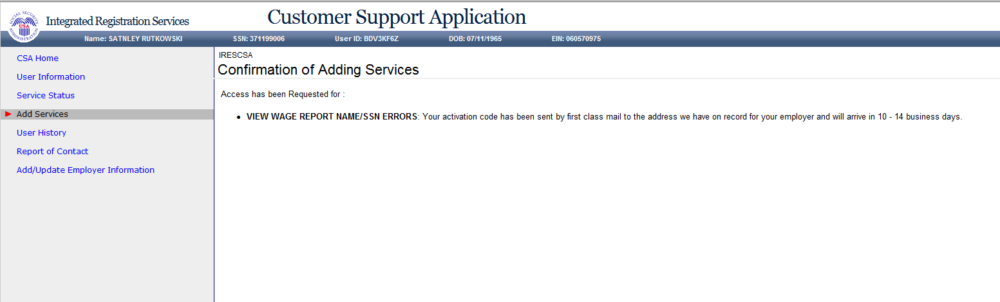 SOCIAL SECURITY ADMINISTRATION
USA
Integrated Registration Services
Customer Support Application
Name: SATNLEY RUTKOWSKI SSN: 371199006 User ID: BDV3KF6Z DOB: 07/11/1965 EIN: 060570975
CSA Home
User Information
Service Status
Add Services
User History
Report of Contact
Add/Update Employer Information
IRESCSA
Confirmation of Adding Services
Access has been Requested for :
• VIEW WAGE REPORT NAME/SSN ERRORS: Your activation code has been sent by first class mail to the address we have on record for your employer and will arrive in 10 - 14 business days.